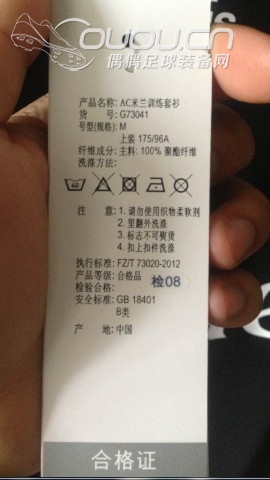 OUOU.CN
偶偶足球装备网
产品名称: AC米兰训练套衫
货 号: G73041
号型(规格): M
上装 175/96A
纤维成分: 主料: 100% 聚酯纤维
洗涤方法:
40
注 意: 1. 请勿使用织物柔软剂
2. 里翻外洗涤
3. 标志不可熨烫
4. 扣上扣件洗涤
执行标准: FZ/T 73020-2012
产品等级: 合格品
检验合格: 检08
安全标准: GB 18401
B类
产 地: 中国
合格证